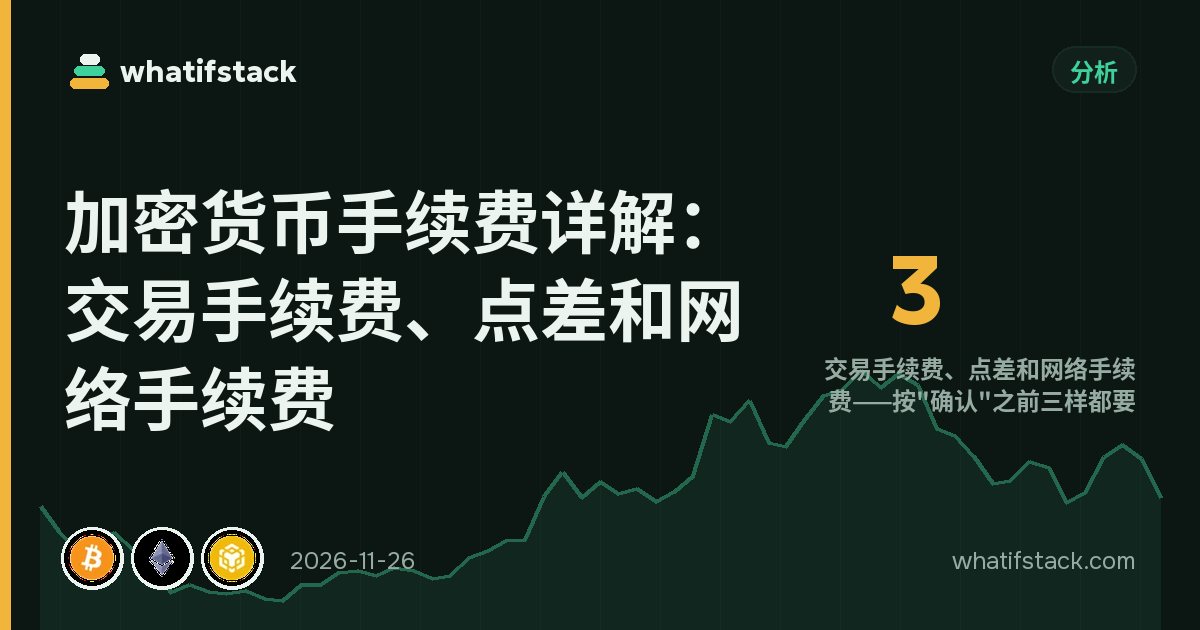 whatifstack
分析
加密货币手续费详解：
交易手续费、点差和网
络手续费
3
交易手续费、点差和网络手续
费——按"确认"之前三样都要
2026-11-26
whatifstack.com